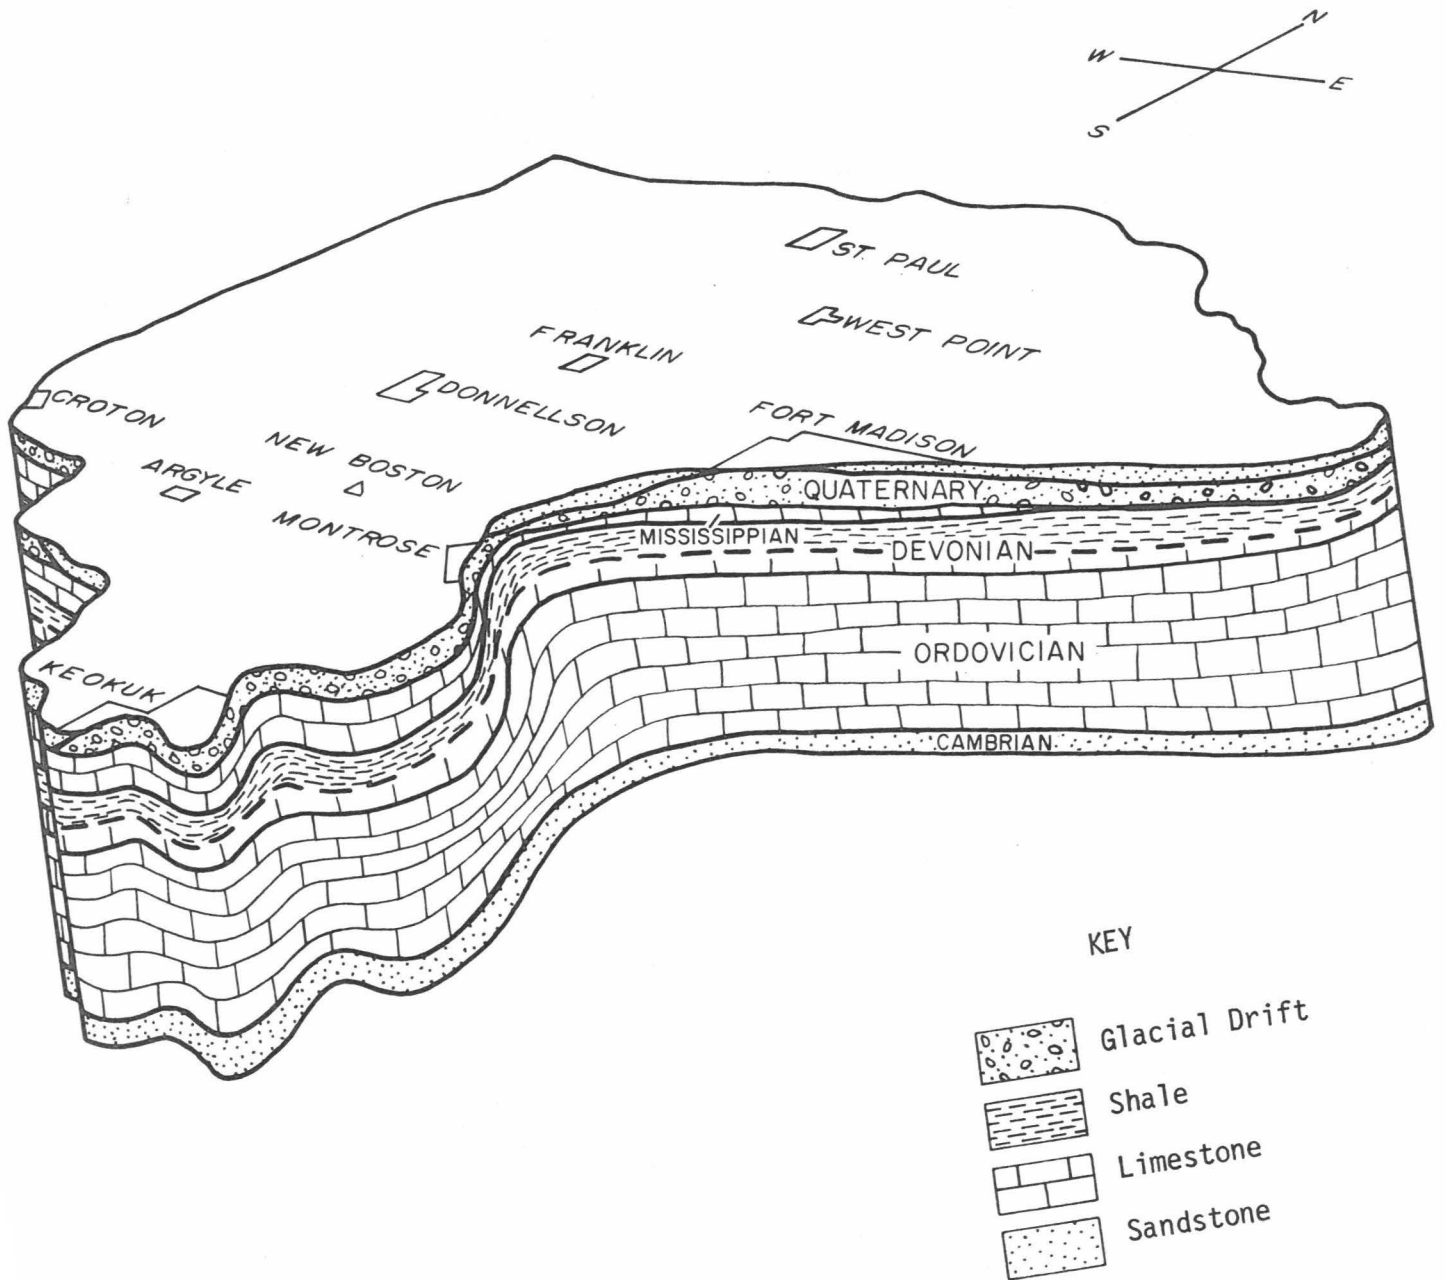 N
W
E
S
ST. PAUL
WEST POINT
FRANKLIN
DONNELLSON
CROTON
FORT MADISON
NEW BOSTON
ARGYLE
MONTROSE
QUATERNARY
MISSISSIPPIAN
DEVONIAN
ORDOVICIAN
KEOKUK
CAMBRIAN
KEY
Glacial Drift
Shale
Limestone
Sandstone